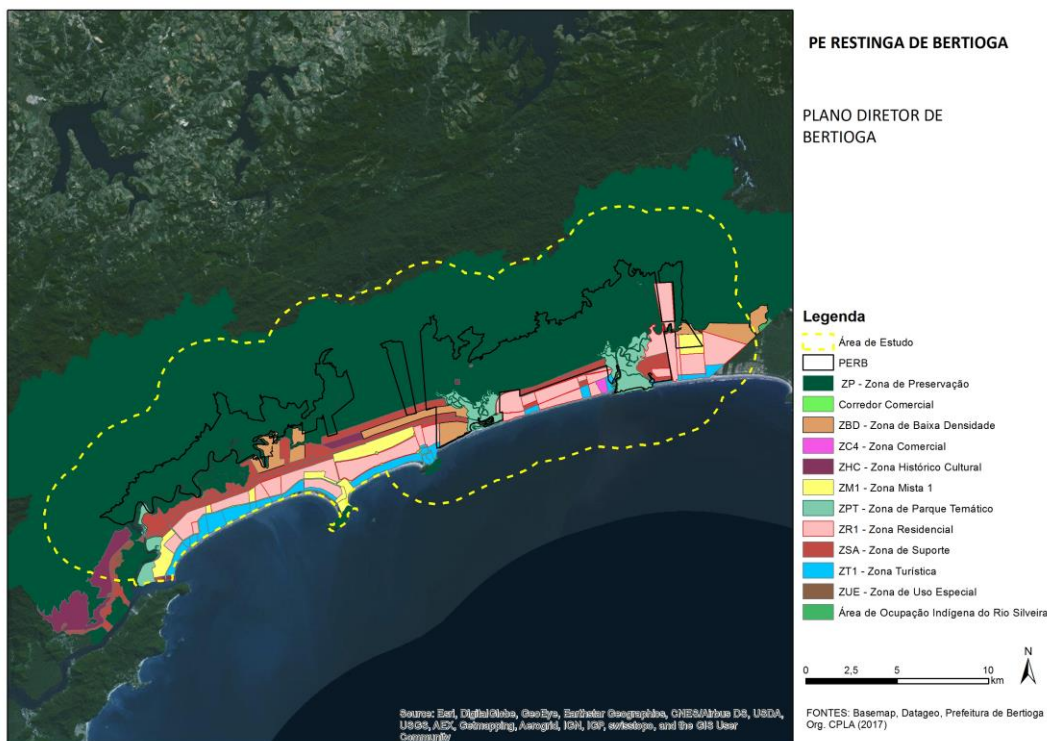 PE RESTINGA DE BERTIOGA
PLANO DIRETOR DE
BERTIOGA
Legenda
Área de Estudo
PERB
ZP - Zona de Preservação
Corredor Comercial
ZBD - Zona de Baixa Densidade
ZC4 - Zona Comercial
ZHC - Zona Histórico Cultural
ZM1 - Zona Mista 1
ZPT - Zona de Parque Temático
ZR1 - Zona Residencial
ZSA - Zona de Suporte
ZT1 - Zona Turística
ZUE - Zona de Uso Especial
Área de Ocupação Indígena do Rio Silveira
N
0 2,5 5 10
km
FONTES: Basemap, Datageo, Prefeitura de Bertioga
Org. CPLA (2017)
Source: Esri, DigitalGlobe, GeoEye, Earthstar Geographics, CNES/Airbus DS, USDA,
USGS, AEX, Getmapping, Aerogrid, IGN, IGP, swisstopo, and the GIS User
Community